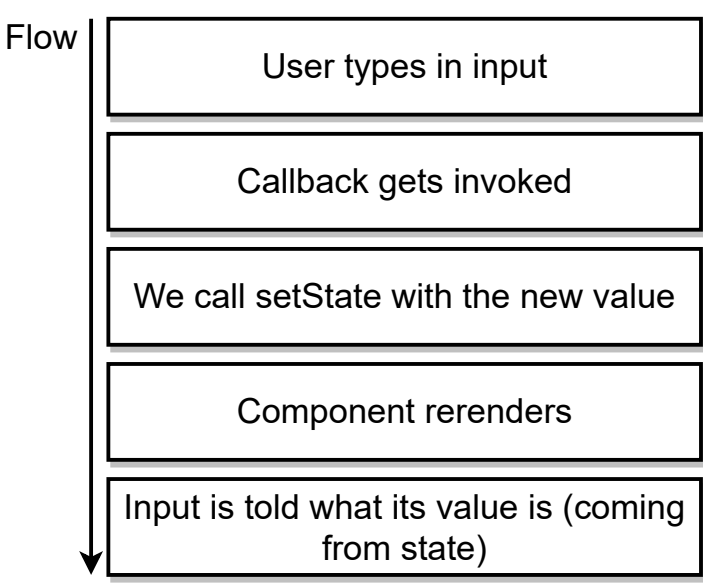 Flow
User types in input
Callback gets invoked
We call setState with the new value
Component rerenders
Input is told what its value is (coming
from state)